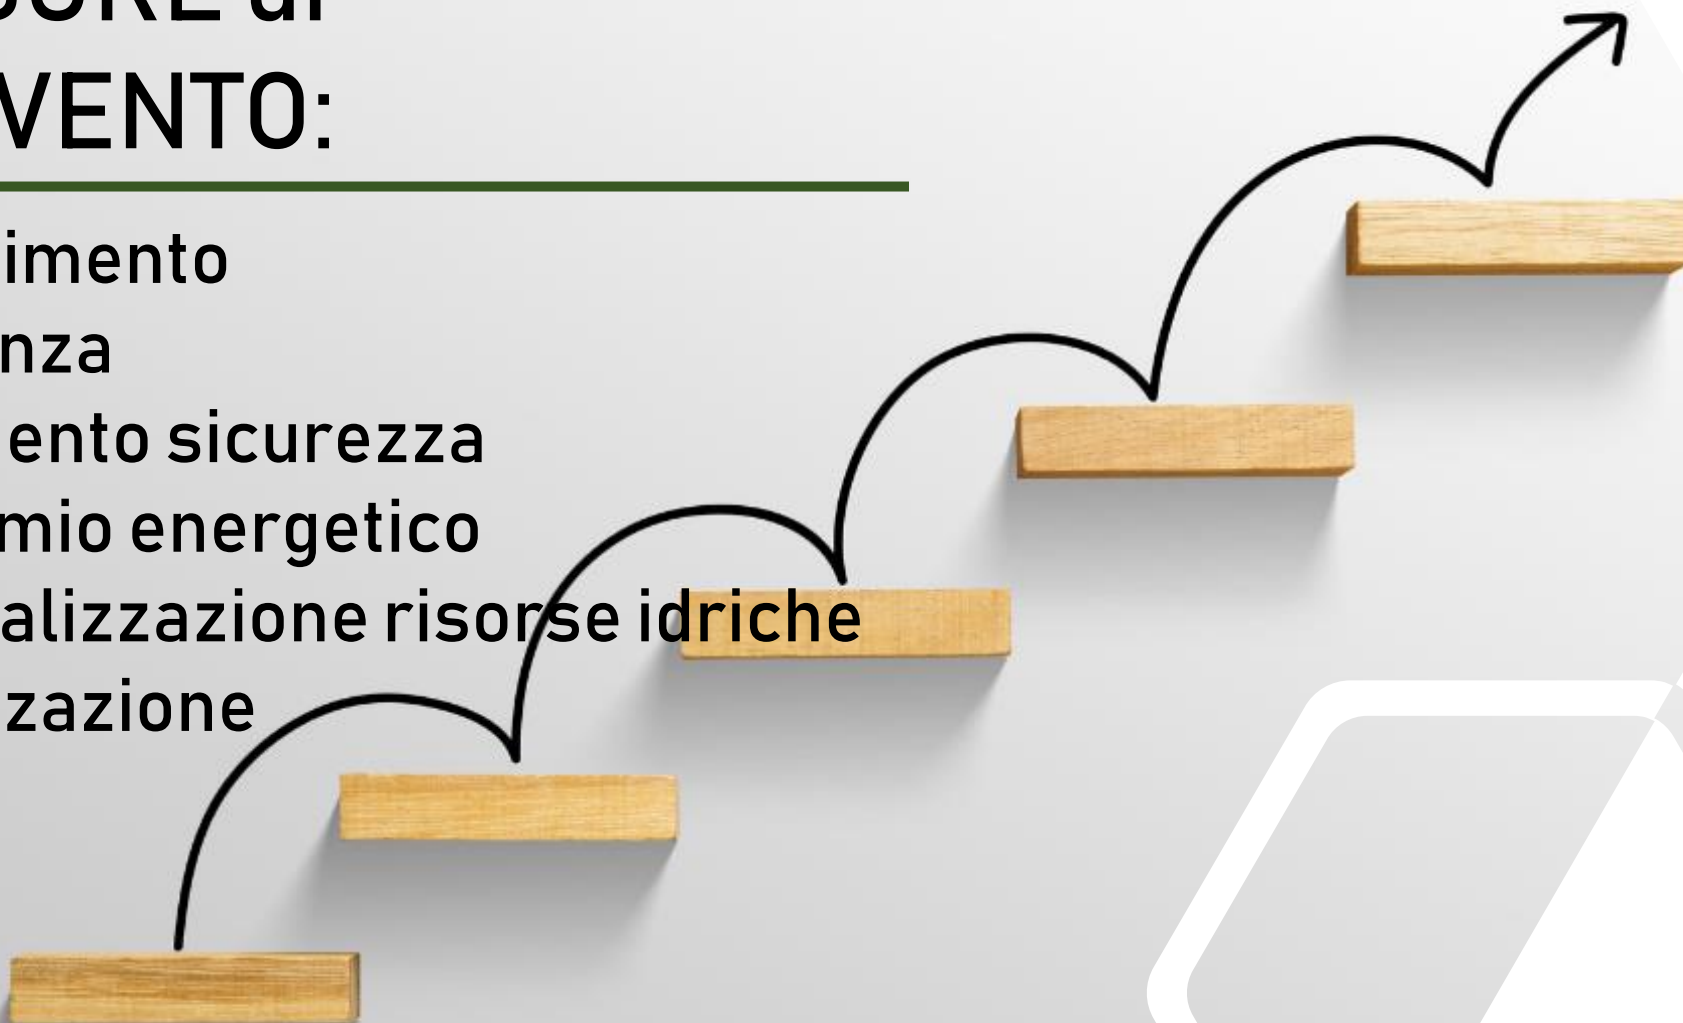 VENTO:
imento
nza
ento sicurezza
mio energetico
alizzazione risorse idriche
zazione